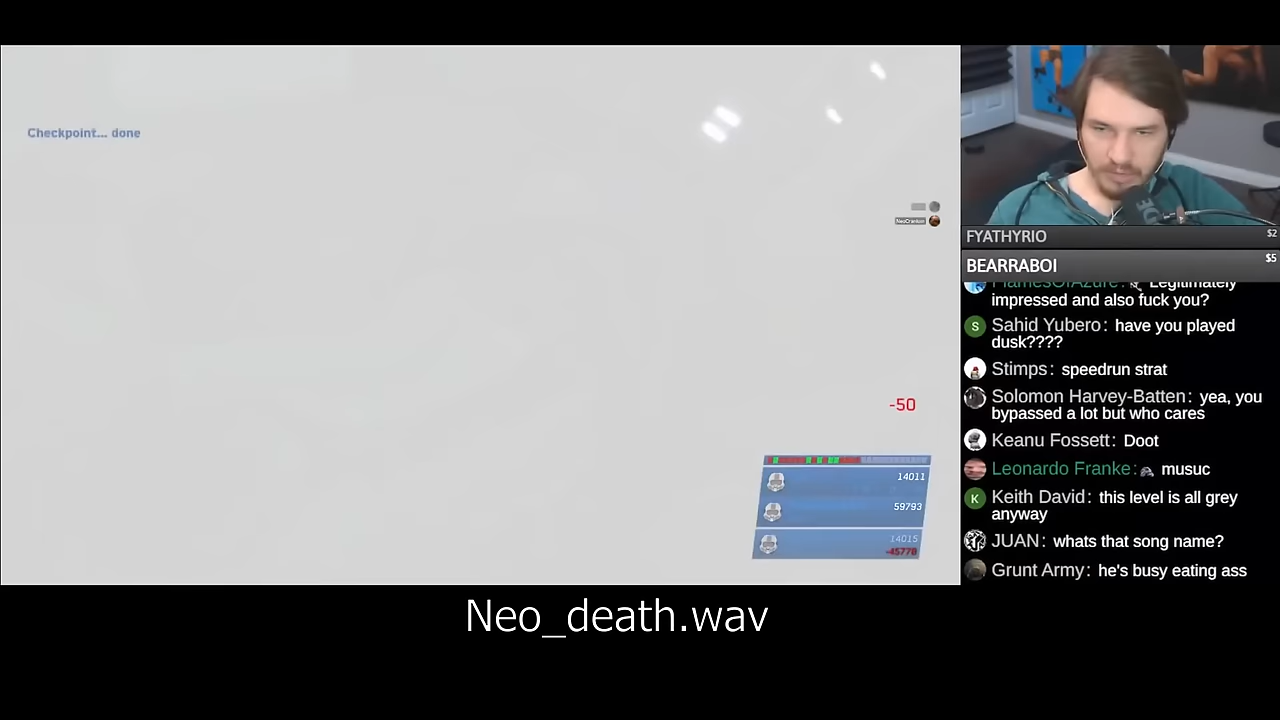 Checkpoint... done
NeoCranium
-50
14011
59793
14015
-45778
FYATHYRIO
$2
BEARRABOI
$5
FlamesOfAzure: Legitimately
impressed and also fuck you?
Sahid Yubero: have you played
dusk????
Stimps: speedrun strat
Solomon Harvey-Batten: yea, you
bypassed a lot but who cares
Keanu Fossett: Doot
Leonardo Franke: musuc
Keith David: this level is all grey
anyway
JUAN: whats that song name?
Grunt Army: he's busy eating ass
Neo_death.wav